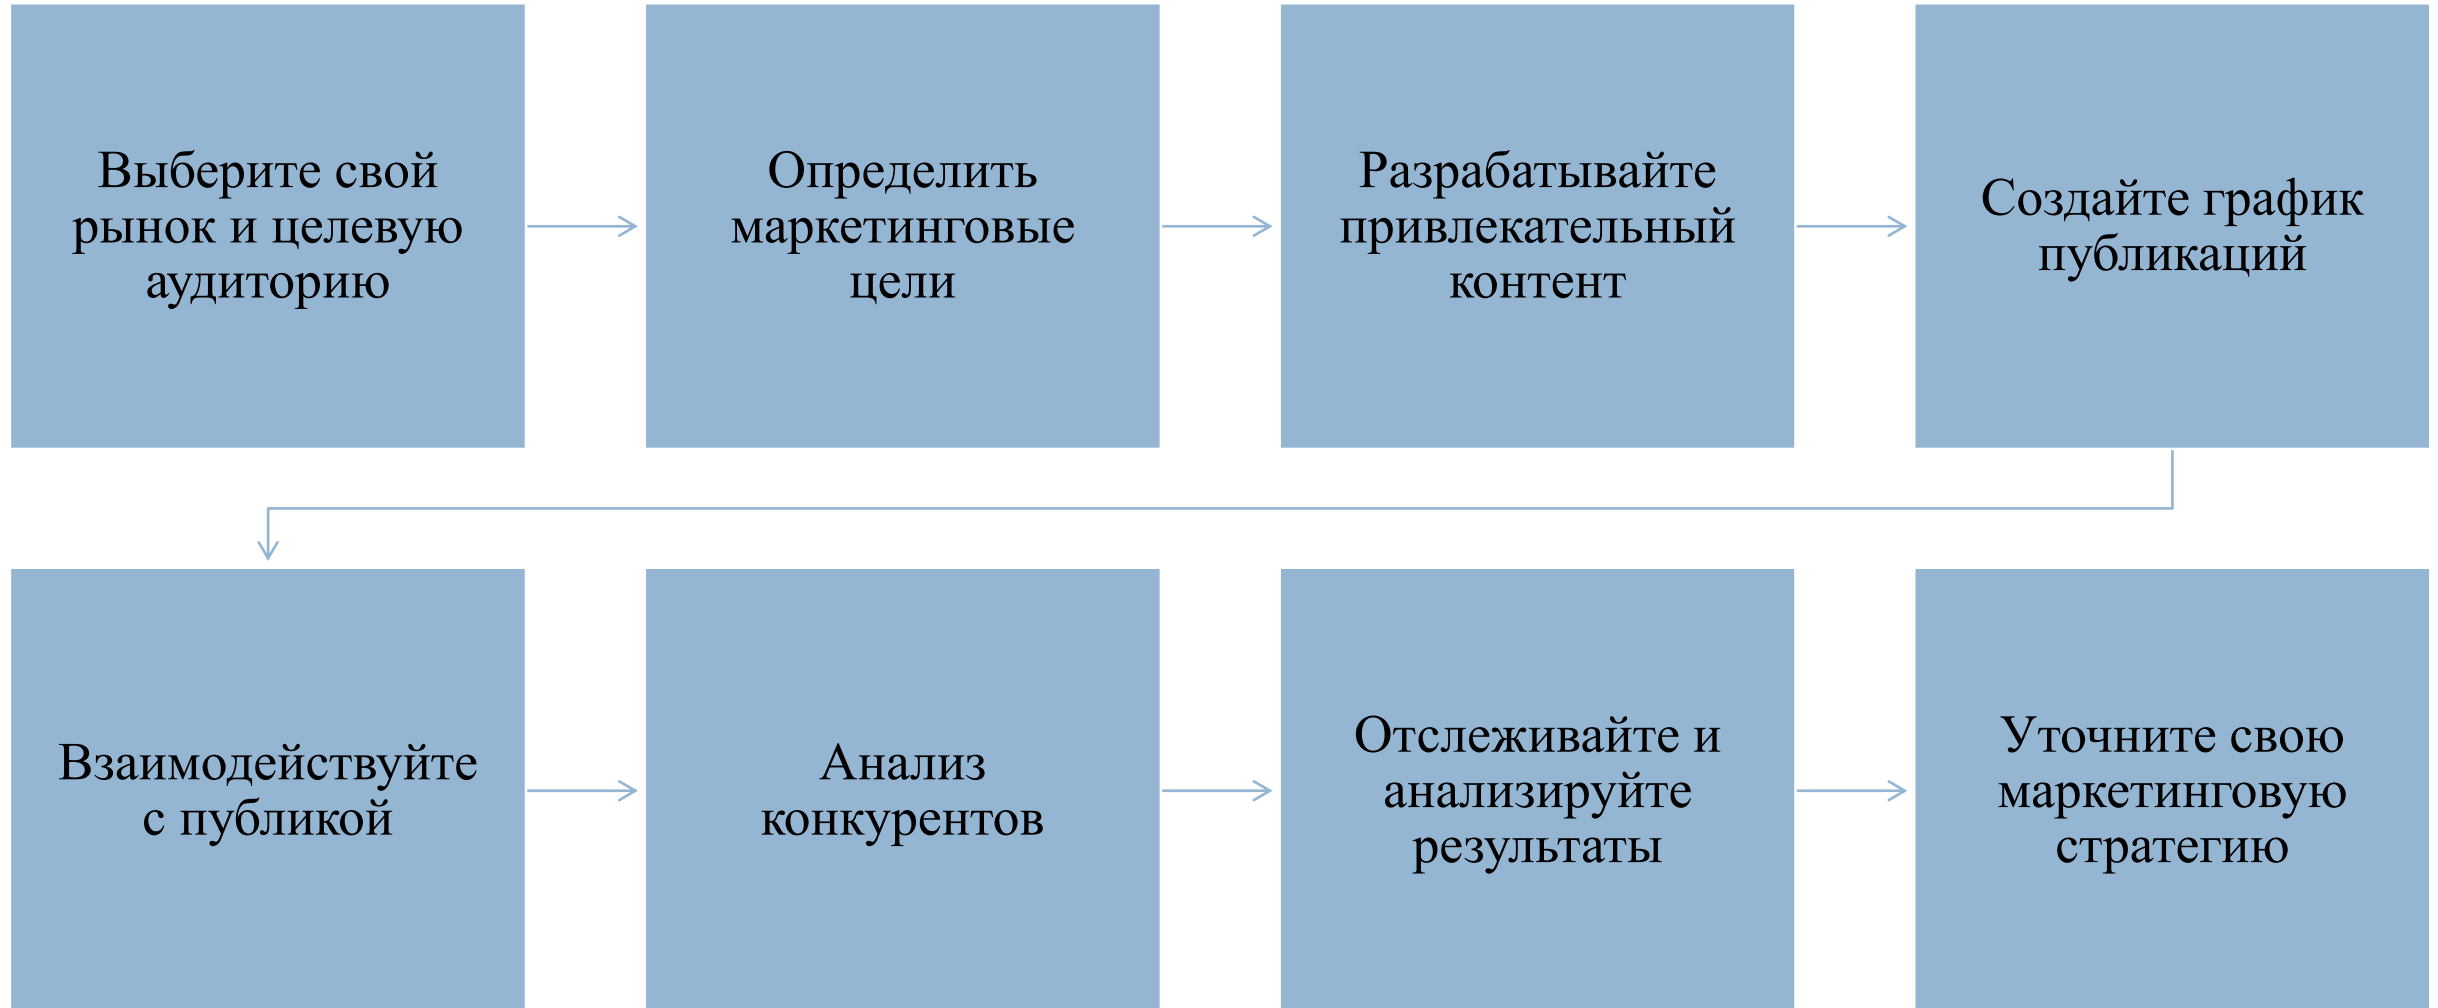 Выберите свой
рынок и целевую
аудиторию
Определить
маркетинговые
цели
Разрабатывайте
привлекательный
контент
Создайте график
публикаций
Взаимодействуйте
с публикой
Анализ
конкурентов
Отслеживайте и
анализируйте
результаты
Уточните свою
маркетинговую
стратегию